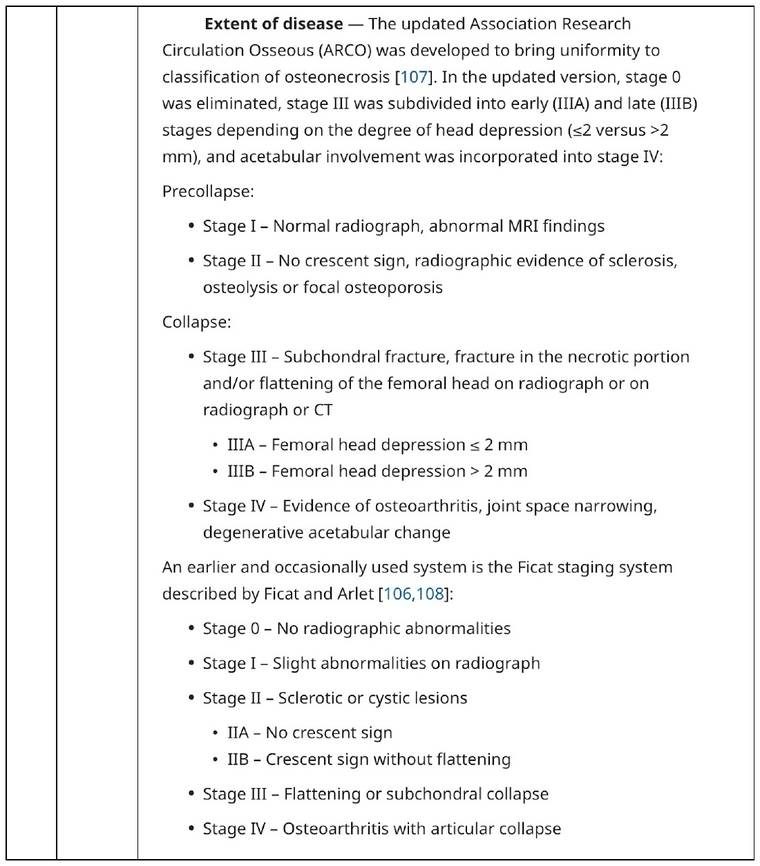 Extent of disease — The updated Association Research
Circulation Osseous (ARCO) was developed to bring uniformity to
classification of osteonecrosis [107]. In the updated version, stage 0
was eliminated, stage III was subdivided into early (IIIA) and late (IIIB)
stages depending on the degree of head depression (≤2 versus >2
mm), and acetabular involvement was incorporated into stage IV:
Precollapse:
• Stage I – Normal radiograph, abnormal MRI findings
• Stage II – No crescent sign, radiographic evidence of sclerosis,
osteolysis or focal osteoporosis
Collapse:
• Stage III – Subchondral fracture, fracture in the necrotic portion
and/or flattening of the femoral head on radiograph or on
radiograph or CT
• IIIA – Femoral head depression ≤ 2 mm
• IIIB – Femoral head depression > 2 mm
• Stage IV – Evidence of osteoarthritis, joint space narrowing,
degenerative acetabular change
An earlier and occasionally used system is the Ficat staging system
described by Ficat and Arlet [106,108]:
• Stage 0 – No radiographic abnormalities
• Stage I – Slight abnormalities on radiograph
• Stage II – Sclerotic or cystic lesions
• IIA – No crescent sign
• IIB – Crescent sign without flattening
• Stage III – Flattening or subchondral collapse
• Stage IV – Osteoarthritis with articular collapse